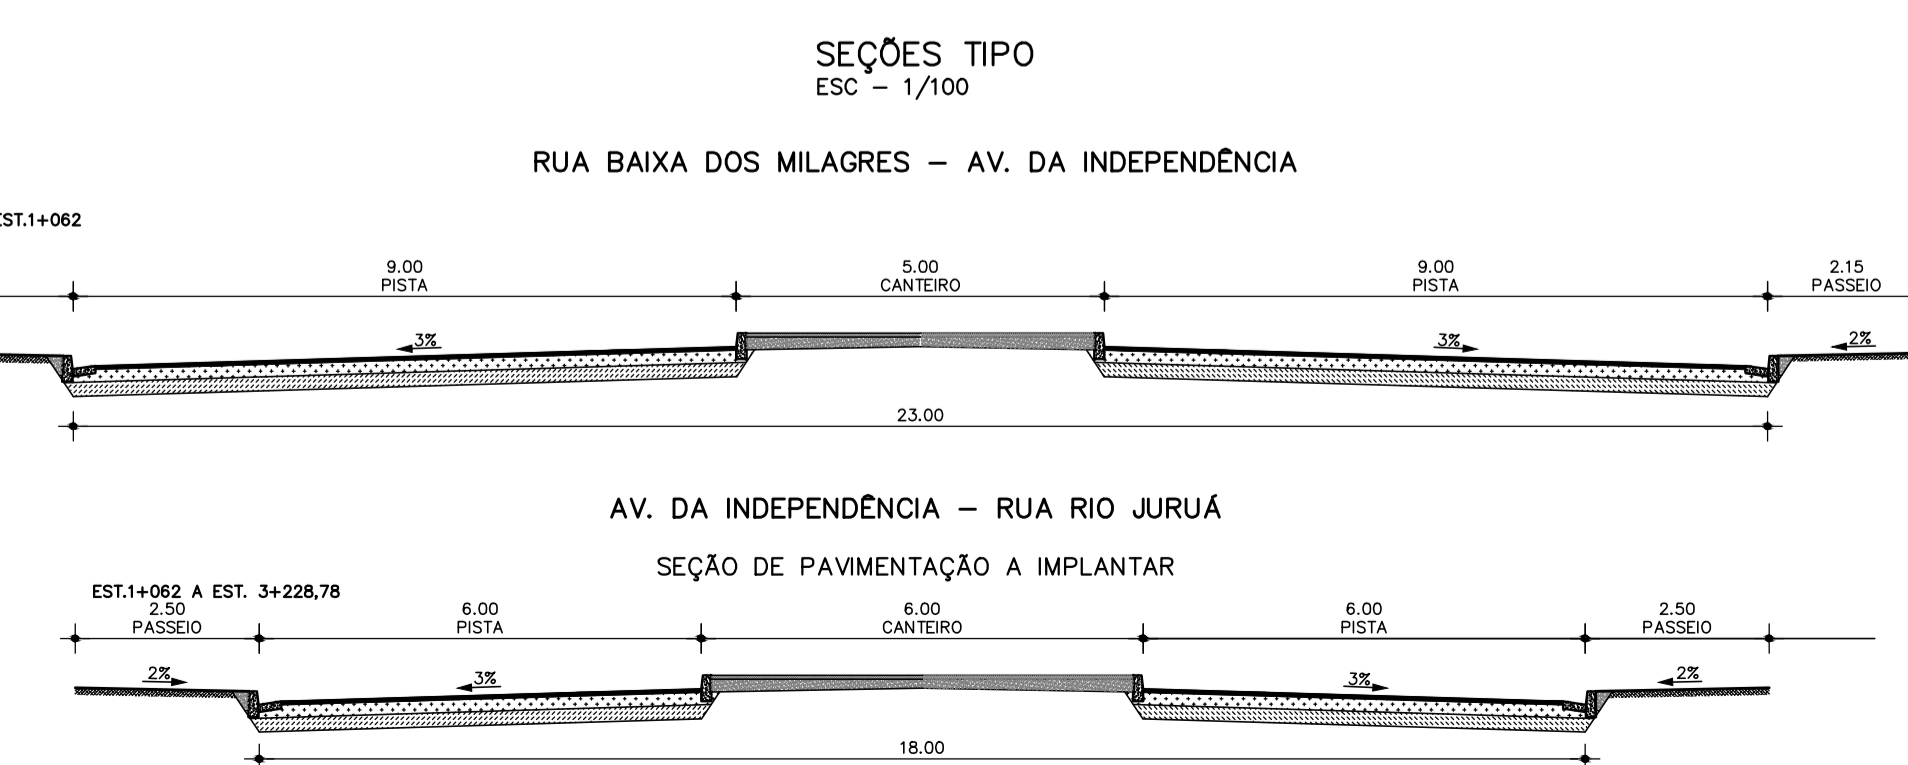 SEÇÕES TIPO
ESC – 1/100
RUA BAIXA DOS MILAGRES – AV. DA INDEPENDÊNCIA
EST.1+062
9.00 5.00 9.00 2.15
PISTA CANTEIRO PISTA PASSEIO
3% 3% 2%
23.00
AV. DA INDEPENDÊNCIA – RUA RIO JURUÁ
SEÇÃO DE PAVIMENTAÇÃO A IMPLANTAR
EST.1+062 A EST. 3+228,78
2.50 6.00 6.00 6.00 2.50
PASSEIO PISTA CANTEIRO PISTA PASSEIO
2% 3% 3% 2%
18.00